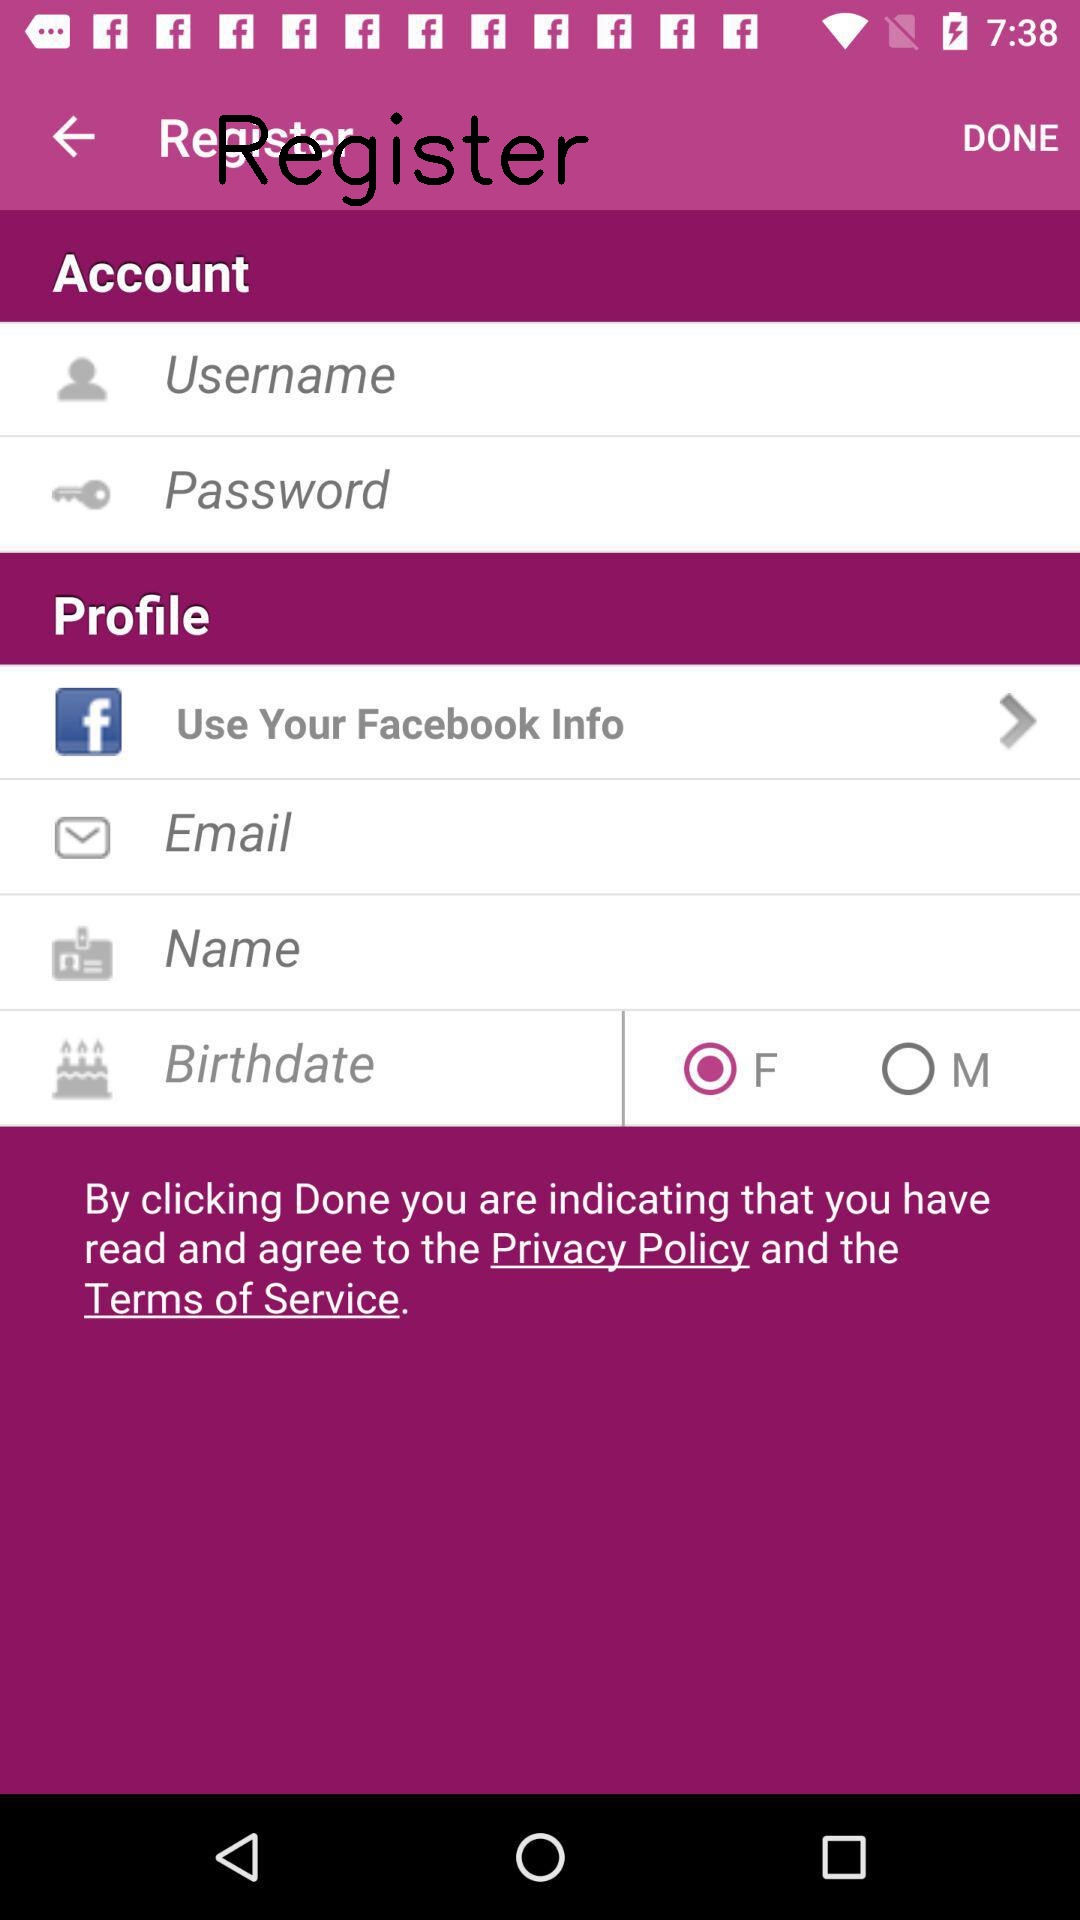 7:38
Register
Register
DONE
Account
Username
Password
Profile
Use Your Facebook Info
Email
Name
Birthdate F M
By clicking Done you are indicating that you have
read and agree to the Privacy Policy and the
Terms of Service.